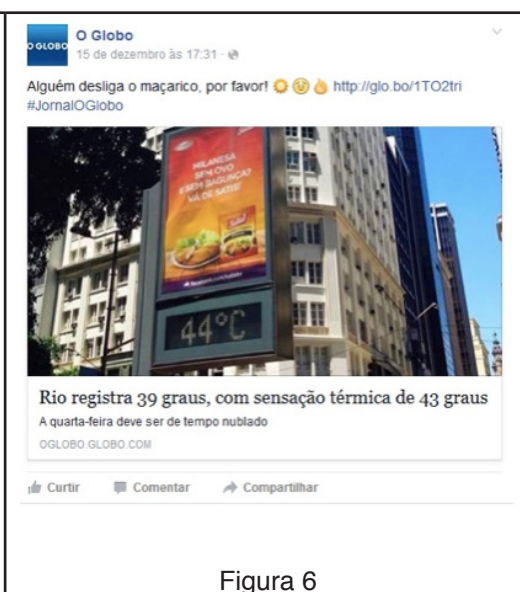 O GLOBO
O Globo
15 de dezembro às 17:31
Alguém desliga o maçarico, por favor! http://glo.bo/1TO2tri
#JornalOGlobo
MILANESA
SEM OVO
E SEM BAGUNÇA?
VÁ DE SATIS!
44°C
Rio registra 39 graus, com sensação térmica de 43 graus
A quarta-feira deve ser de tempo nublado
OGLOBO.GLOBO.COM
Curtir Comentar Compartilhar
Figura 6